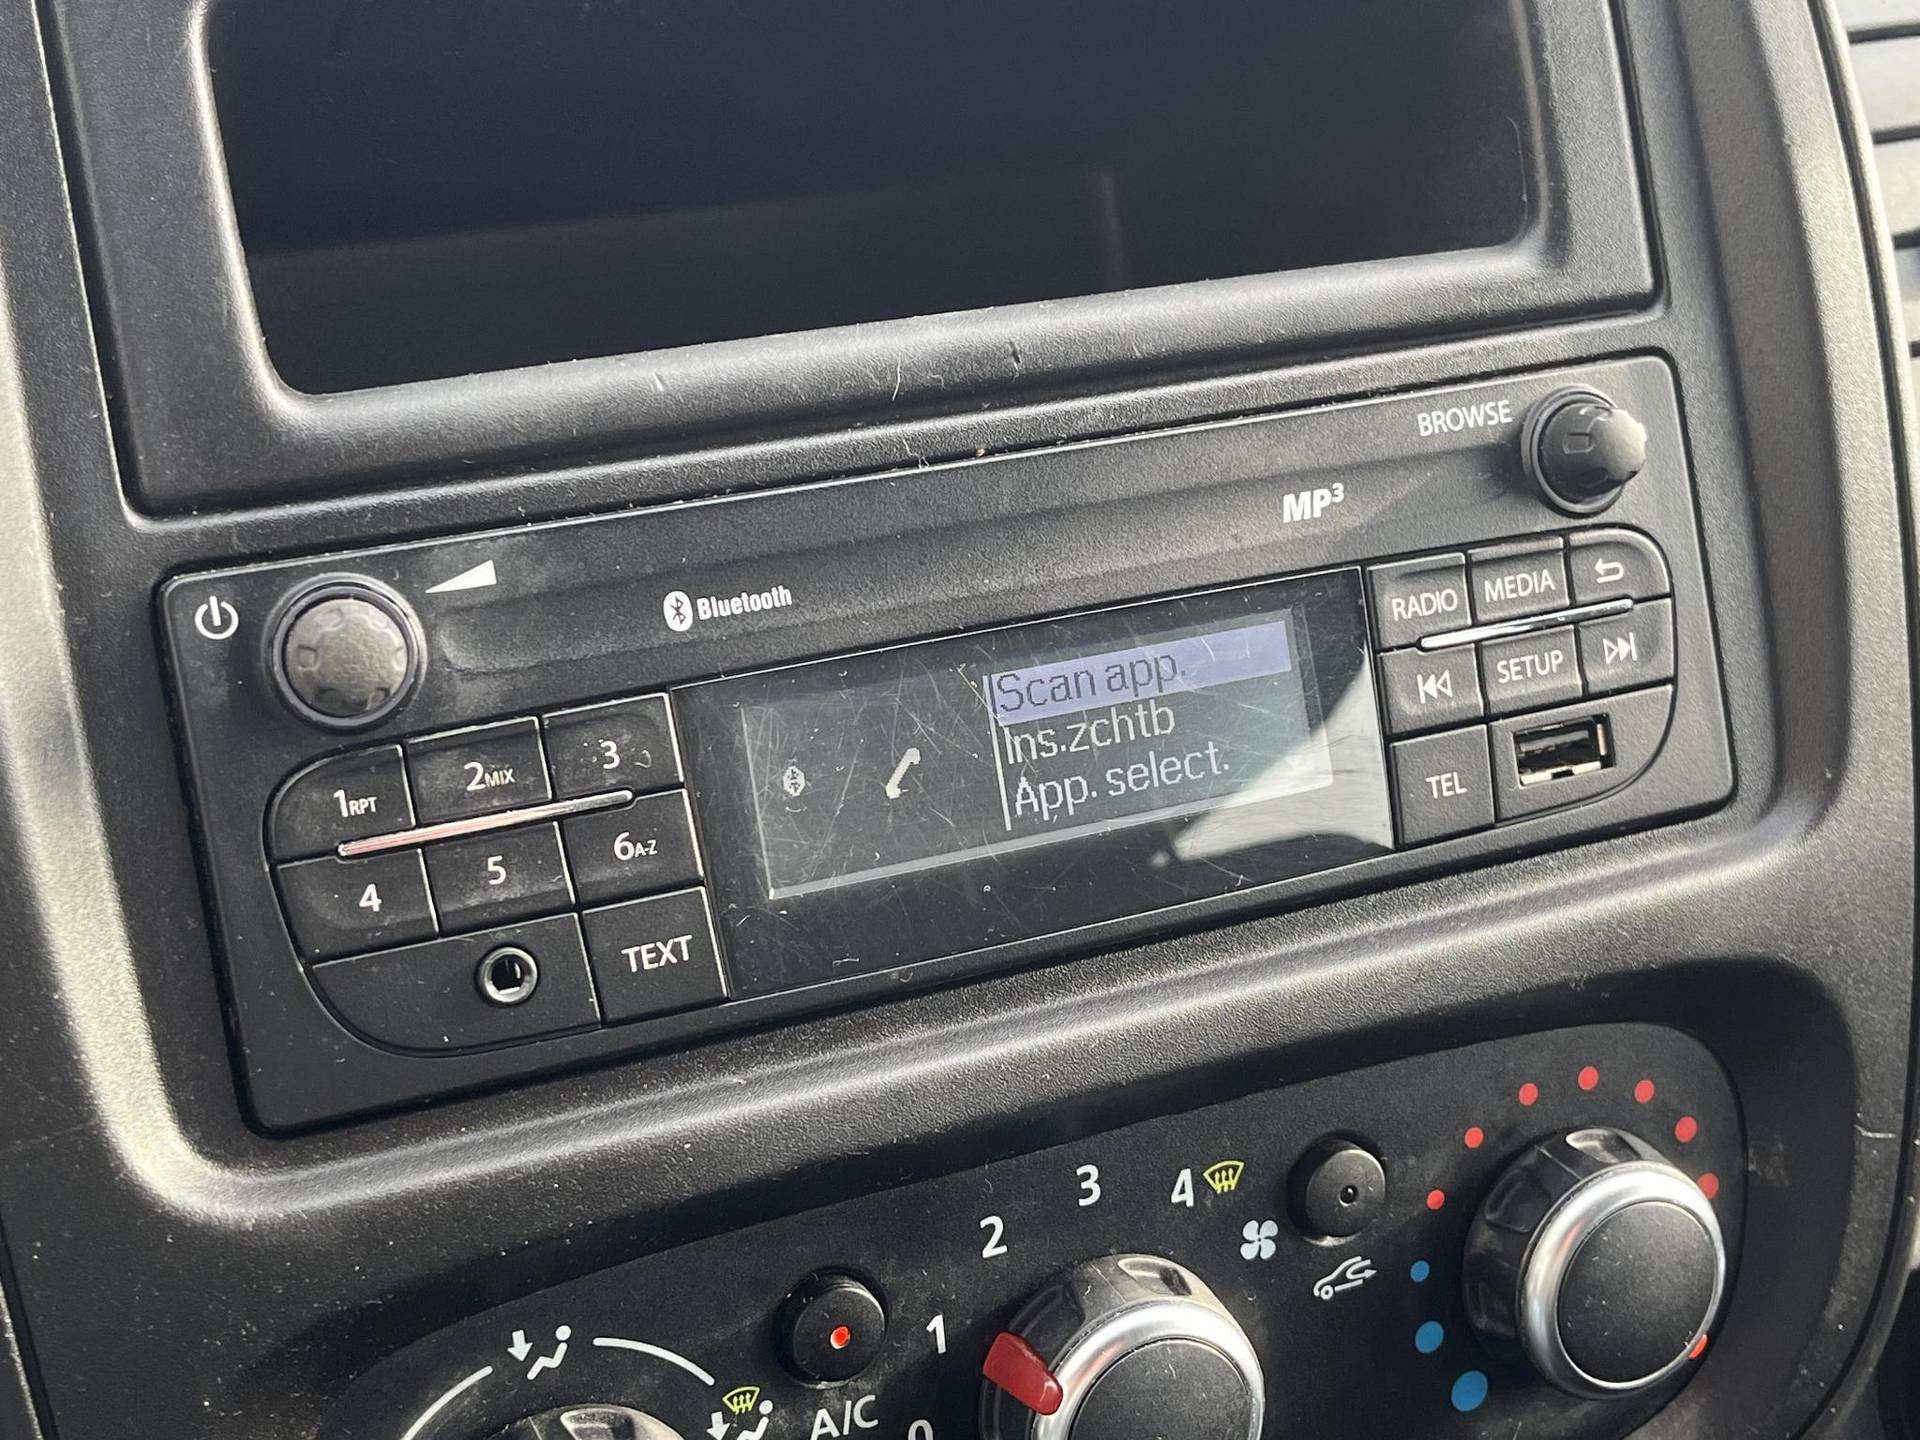 BROWSE
MP3
Bluetooth
RADIO
MEDIA
SETUP
TEL
Scan app.
Ins.zchtb
App. select.
1RPT
2MIX
3
4
5
6A-Z
TEXT
0
1
2
3
4
A/C